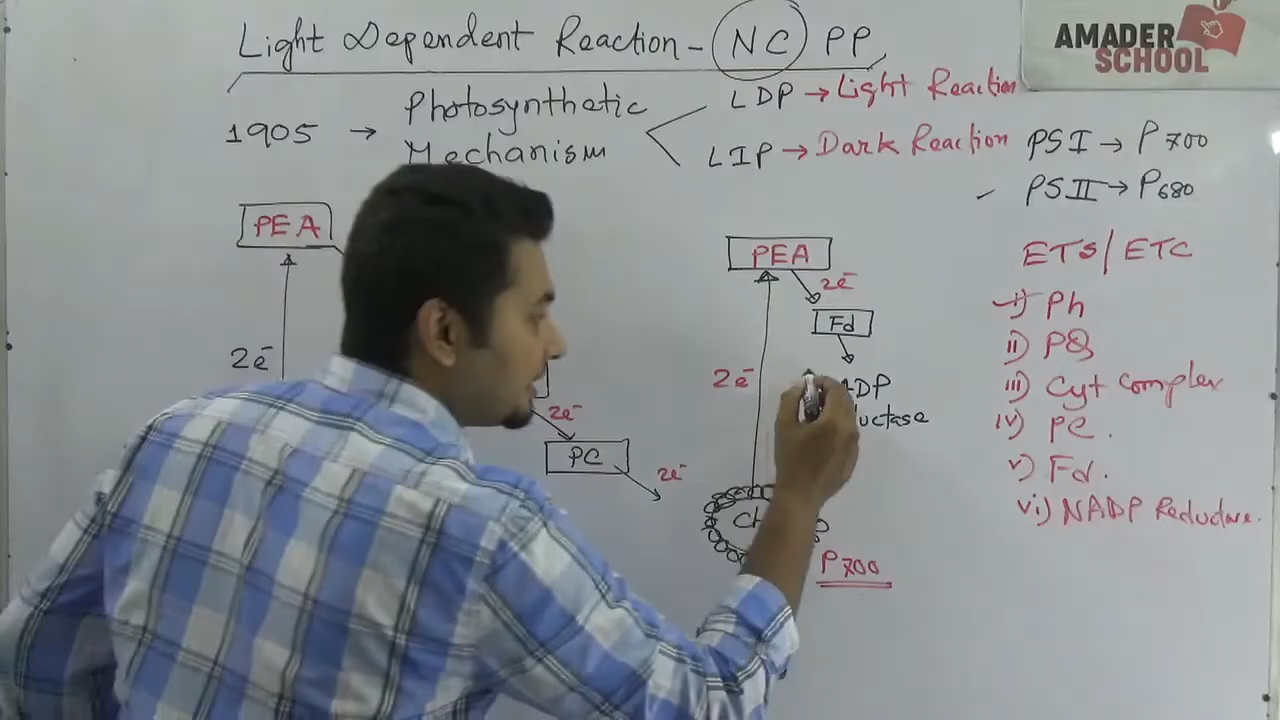 Light Dependent Reaction - NC PP
AMADER
SCHOOL
1905 → Photosynthetic
Mechanism
LDP → Light Reaction
LIP → Dark Reaction
PSI → P700
PSII → P680
PEA
2e⁻
2e⁻
PC
2e⁻
PEA
2e⁻
Fd
2e⁻
ADP
uctase
P700
ETS/ETC
i) Ph
ii) PQ
iii) Cyt complex
iv) PC.
v) Fd.
vi) NADP Reductase.